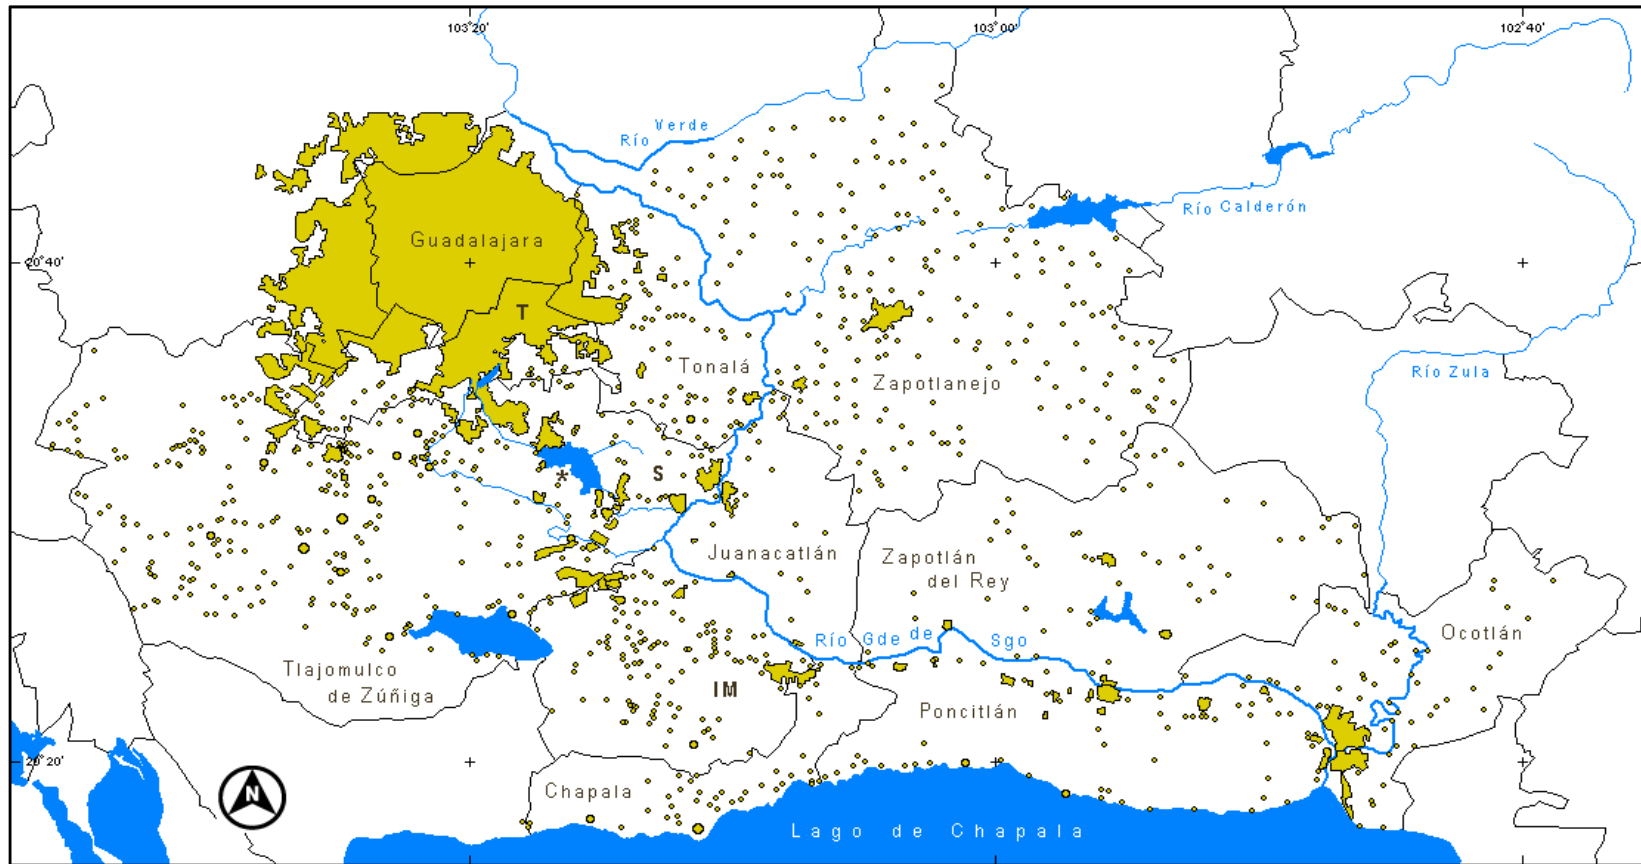 103°20'
103°00'
102°40'
Río Verde
Río Calderón
Guadalajara
20°40'
T
Tonalá
Zapotlanejo
Río Zula
*
S
Juanacatlán
Zapotlán
del Rey
Río Gde de Sgo
Ocotlán
Tlajomulco
de Zúñiga
IM
Poncitlán
20°20'
N
Chapala
Lago de Chapala